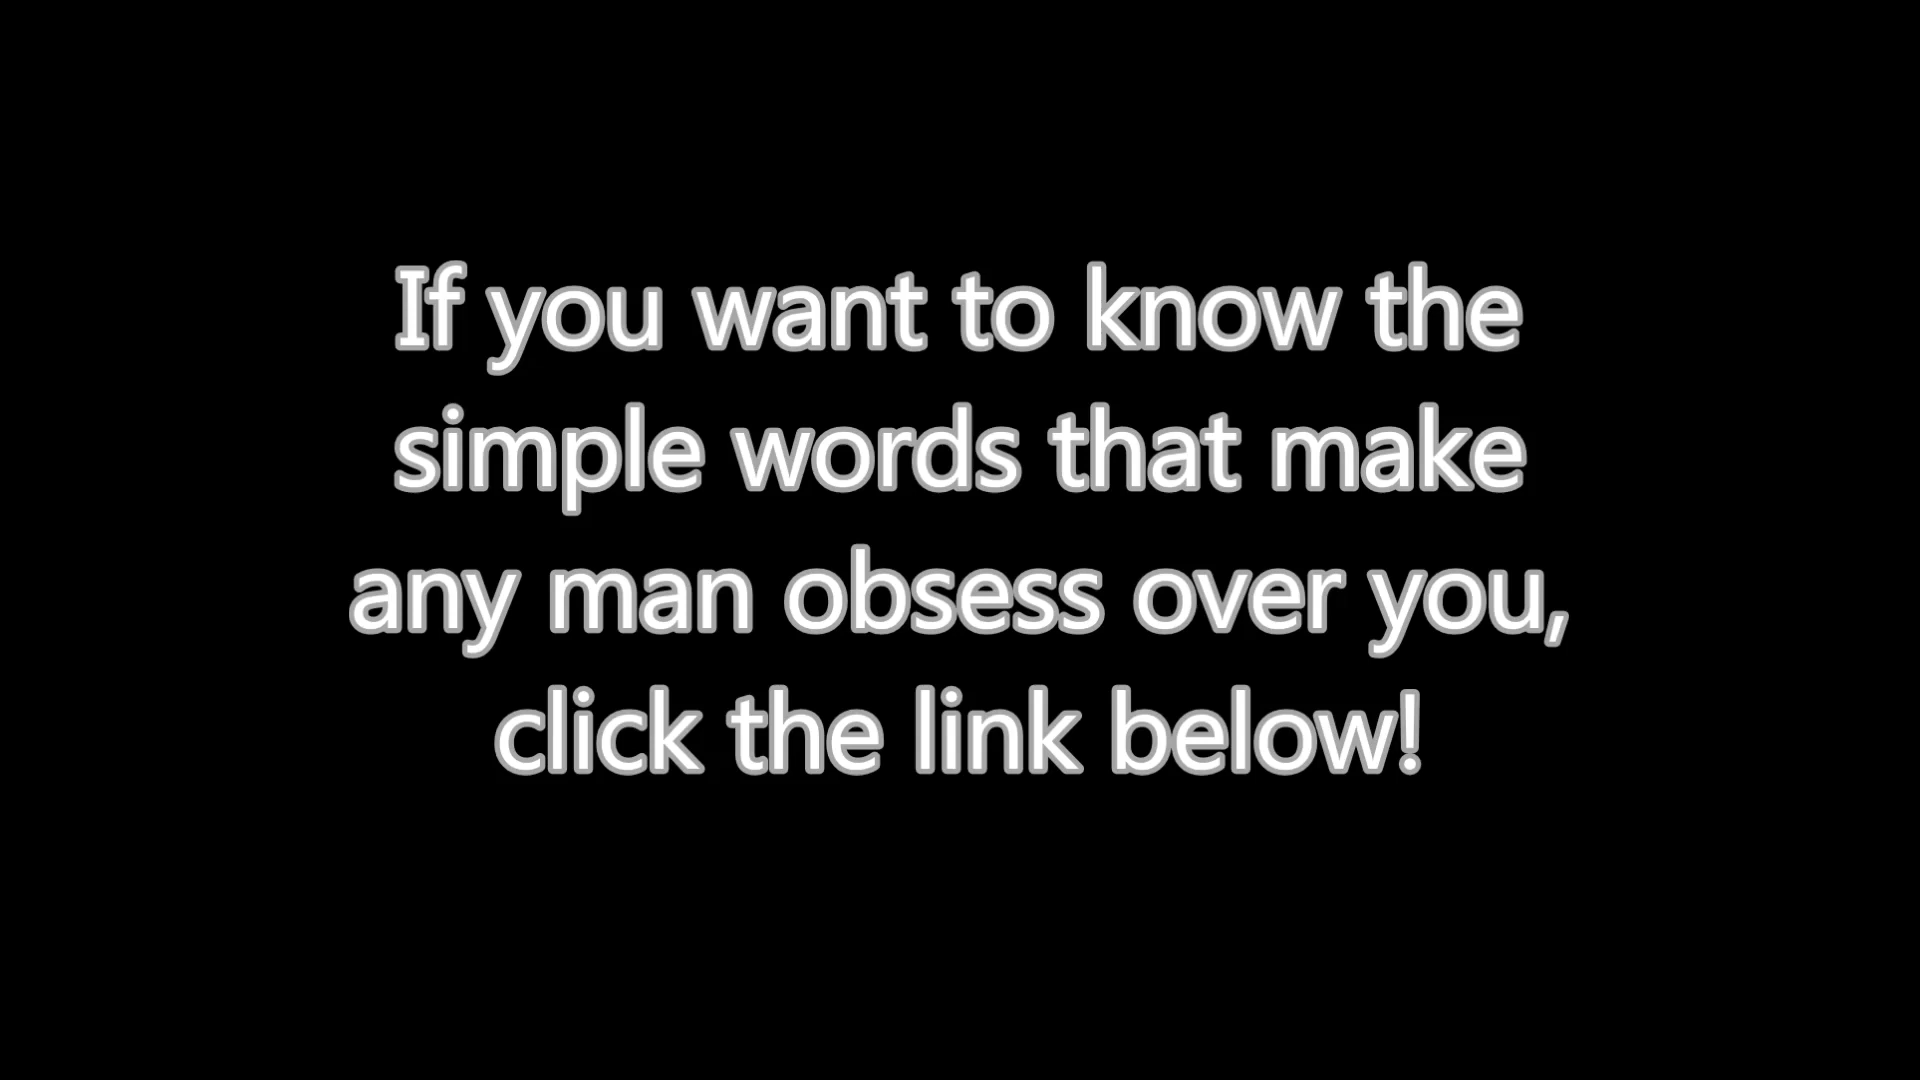 If you want to know the
simple words that make
any man obsess over you,
click the link below!